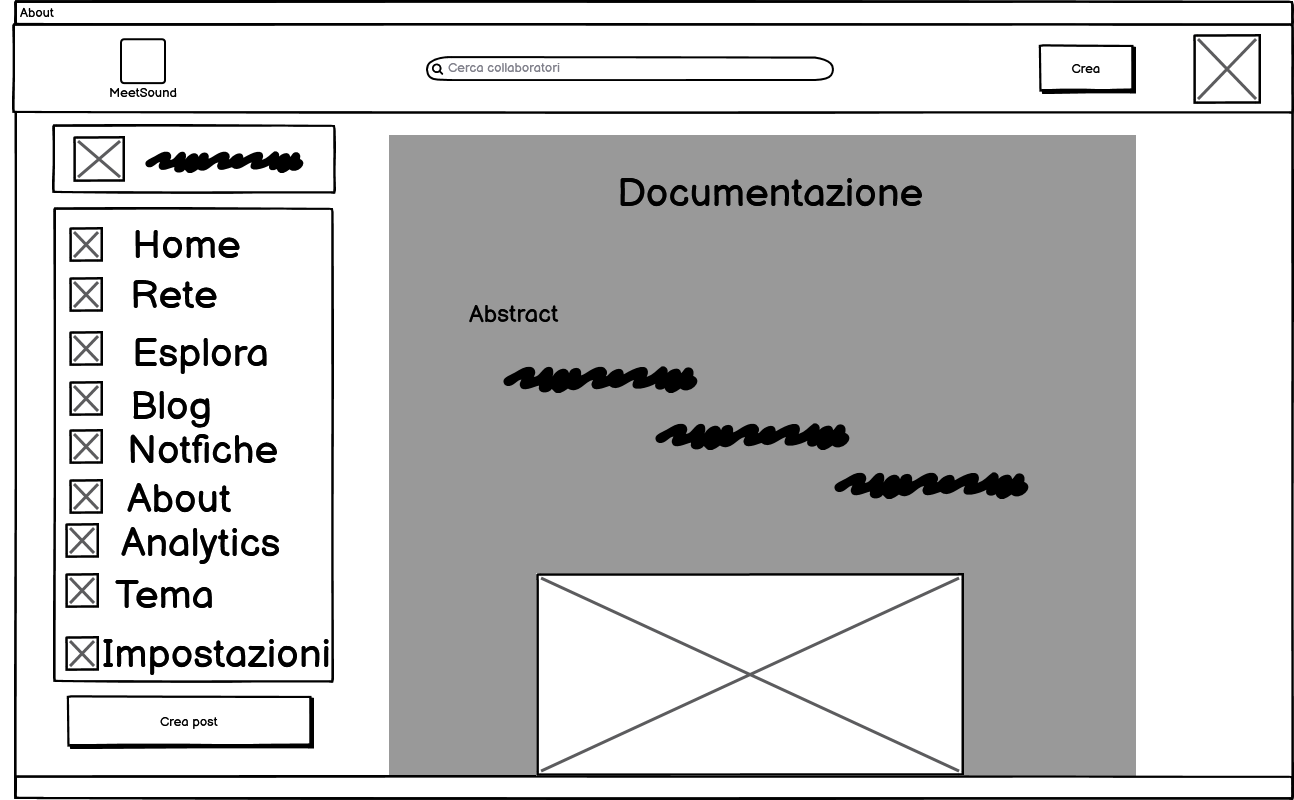 About
MeetSound
Cerca collaboratori
Crea
Home
Rete
Esplora
Blog
Notfiche
About
Analytics
Tema
Impostazioni
Crea post
Documentazione
Abstract